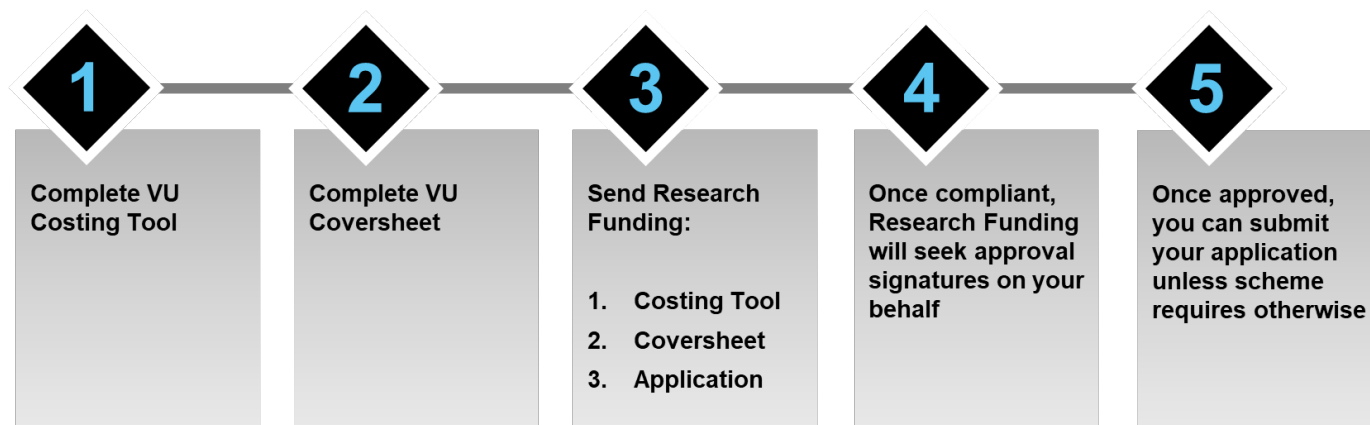 1
Complete VU
Costing Tool
2
Complete VU
Coversheet
3
Send Research
Funding:
1. Costing Tool
2. Coversheet
3. Application
4
Once compliant,
Research Funding
will seek approval
signatures on your
behalf
5
Once approved,
you can submit
your application
unless scheme
requires otherwise